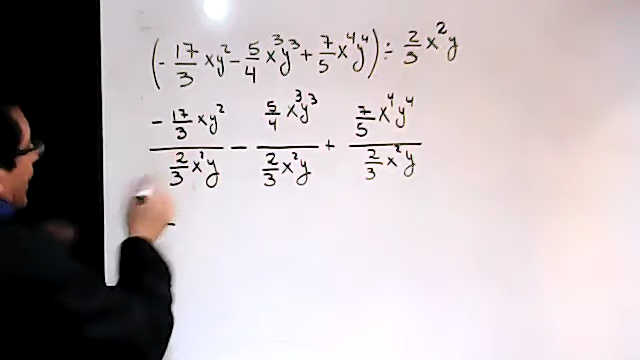 (-17/3 xy² - 5/4 x³y³ + 7/5 x⁴y⁴) ÷ 2/3 x²y
(-17/3 xy²)/(2/3 x²y) - (5/4 x³y³)/(2/3 x²y) + (7/5 x⁴y⁴)/(2/3 x²y)
-